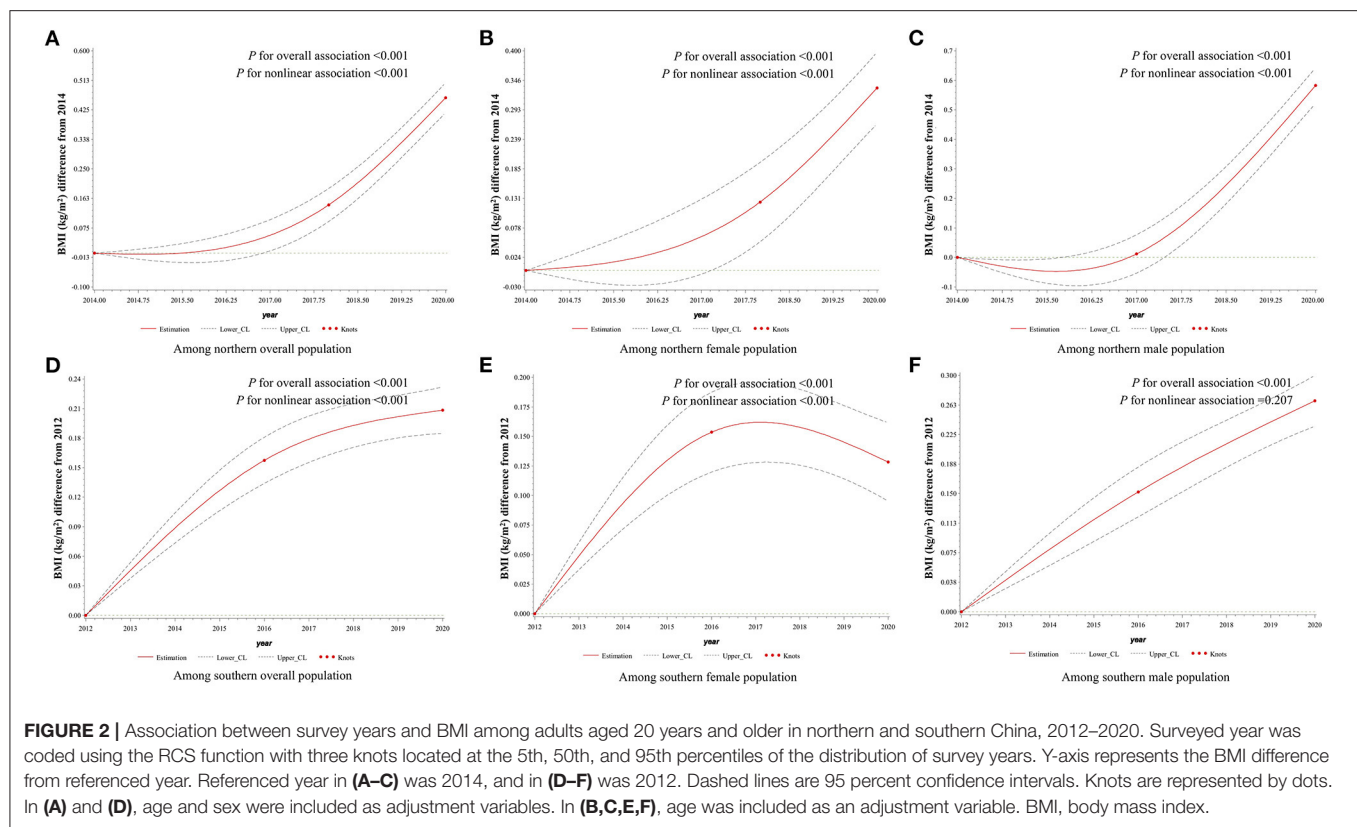 A
P for overall association <0.001
P for nonlinear association <0.001
BMI (kg/m²) difference from 2014
0.600
0.513
0.425
0.338
0.250
0.163
0.075
-0.013
-0.100
2014.00 2014.75 2015.50 2016.25 2017.00 2017.75 2018.50 2019.25 2020.00
year
Estimation Lower_CL Upper_CL Knots
Among northern overall population
B
P for overall association <0.001
P for nonlinear association <0.001
BMI (kg/m²) difference from 2014
0.400
0.346
0.293
0.239
0.185
0.131
0.078
0.024
-0.030
2014.00 2014.75 2015.50 2016.25 2017.00 2017.75 2018.50 2019.25 2020.00
year
Estimation Lower_CL Upper_CL Knots
Among northern female population
C
P for overall association <0.001
P for nonlinear association <0.001
BMI (kg/m²) difference from 2014
0.7
0.6
0.5
0.4
0.3
0.2
0.1
0.0
-0.1
2014.00 2014.75 2015.50 2016.25 2017.00 2017.75 2018.50 2019.25 2020.00
year
Estimation Lower_CL Upper_CL Knots
Among northern male population
D
P for overall association <0.001
P for nonlinear association <0.001
BMI (kg/m²) difference from 2012
0.24
0.21
0.18
0.15
0.12
0.09
0.06
0.03
0.00
2012 2013 2014 2015 2016 2017 2018 2019 2020
year
Estimation Lower_CL Upper_CL Knots
Among southern overall population
E
P for overall association <0.001
P for nonlinear association <0.001
BMI (kg/m²) difference from 2012
0.200
0.175
0.150
0.125
0.100
0.075
0.050
0.025
0.000
2012 2013 2014 2015 2016 2017 2018 2019 2020
year
Estimation Lower_CL Upper_CL Knots
Among southern female population
F
P for overall association <0.001
P for nonlinear association =0.207
BMI (kg/m²) difference from 2012
0.300
0.263
0.225
0.188
0.150
0.113
0.075
0.038
0.000
2012 2013 2014 2015 2016 2017 2018 2019 2020
year
Estimation Lower_CL Upper_CL Knots
Among southern male population
FIGURE 2 | Association between survey years and BMI among adults aged 20 years and older in northern and southern China, 2012–2020. Surveyed year was
coded using the RCS function with three knots located at the 5th, 50th, and 95th percentiles of the distribution of survey years. Y-axis represents the BMI difference
from referenced year. Referenced year in (A–C) was 2014, and in (D–F) was 2012. Dashed lines are 95 percent confidence intervals. Knots are represented by dots.
In (A) and (D), age and sex were included as adjustment variables. In (B,C,E,F), age was included as an adjustment variable. BMI, body mass index.